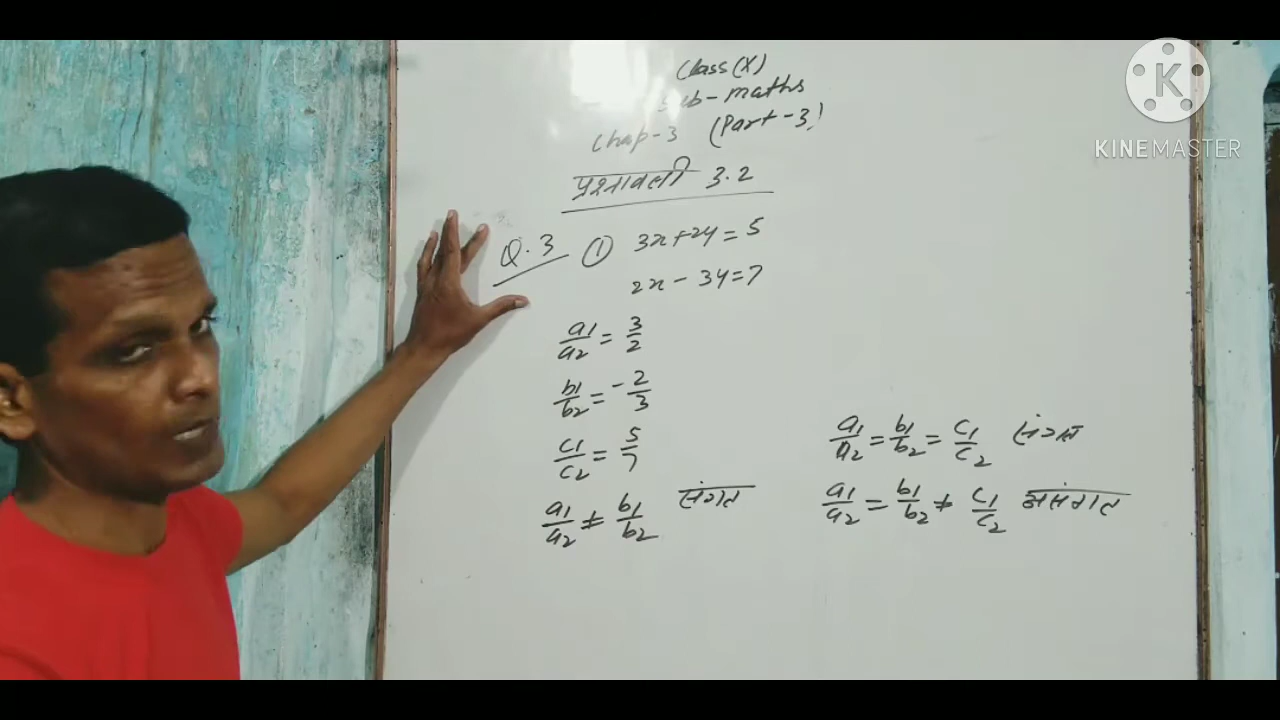 Class (X)
Sub - maths
Chap-3 (Part-3)
प्रश्नावली 3.2
Q.3 ① 3x+2y=5
2x-3y=7
a1/a2 = 3/2
b1/b2 = -2/3
c1/c2 = 5/7
a1/a2 ≠ b1/b2 संगत
a1/a2 = b1/b2 = c1/c2 संगत
a1/a2 = b1/b2 ≠ c1/c2 असंगत
K
KINEMASTER